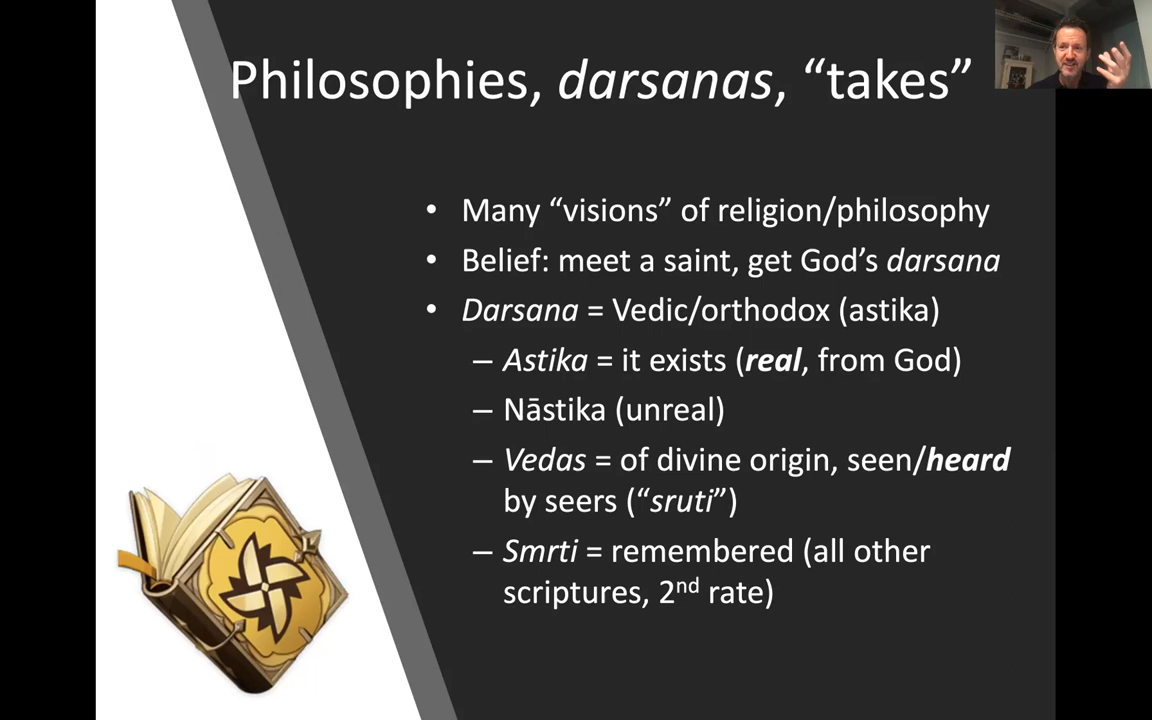 Philosophies, darsanas, “takes”
• Many “visions” of religion/philosophy
• Belief: meet a saint, get God’s darsana
• Darsana = Vedic/orthodox (astika)
– Astika = it exists (real, from God)
– Nāstika (unreal)
– Vedas = of divine origin, seen/heard
by seers (“sruti”)
– Smrti = remembered (all other
scriptures, 2nd rate)